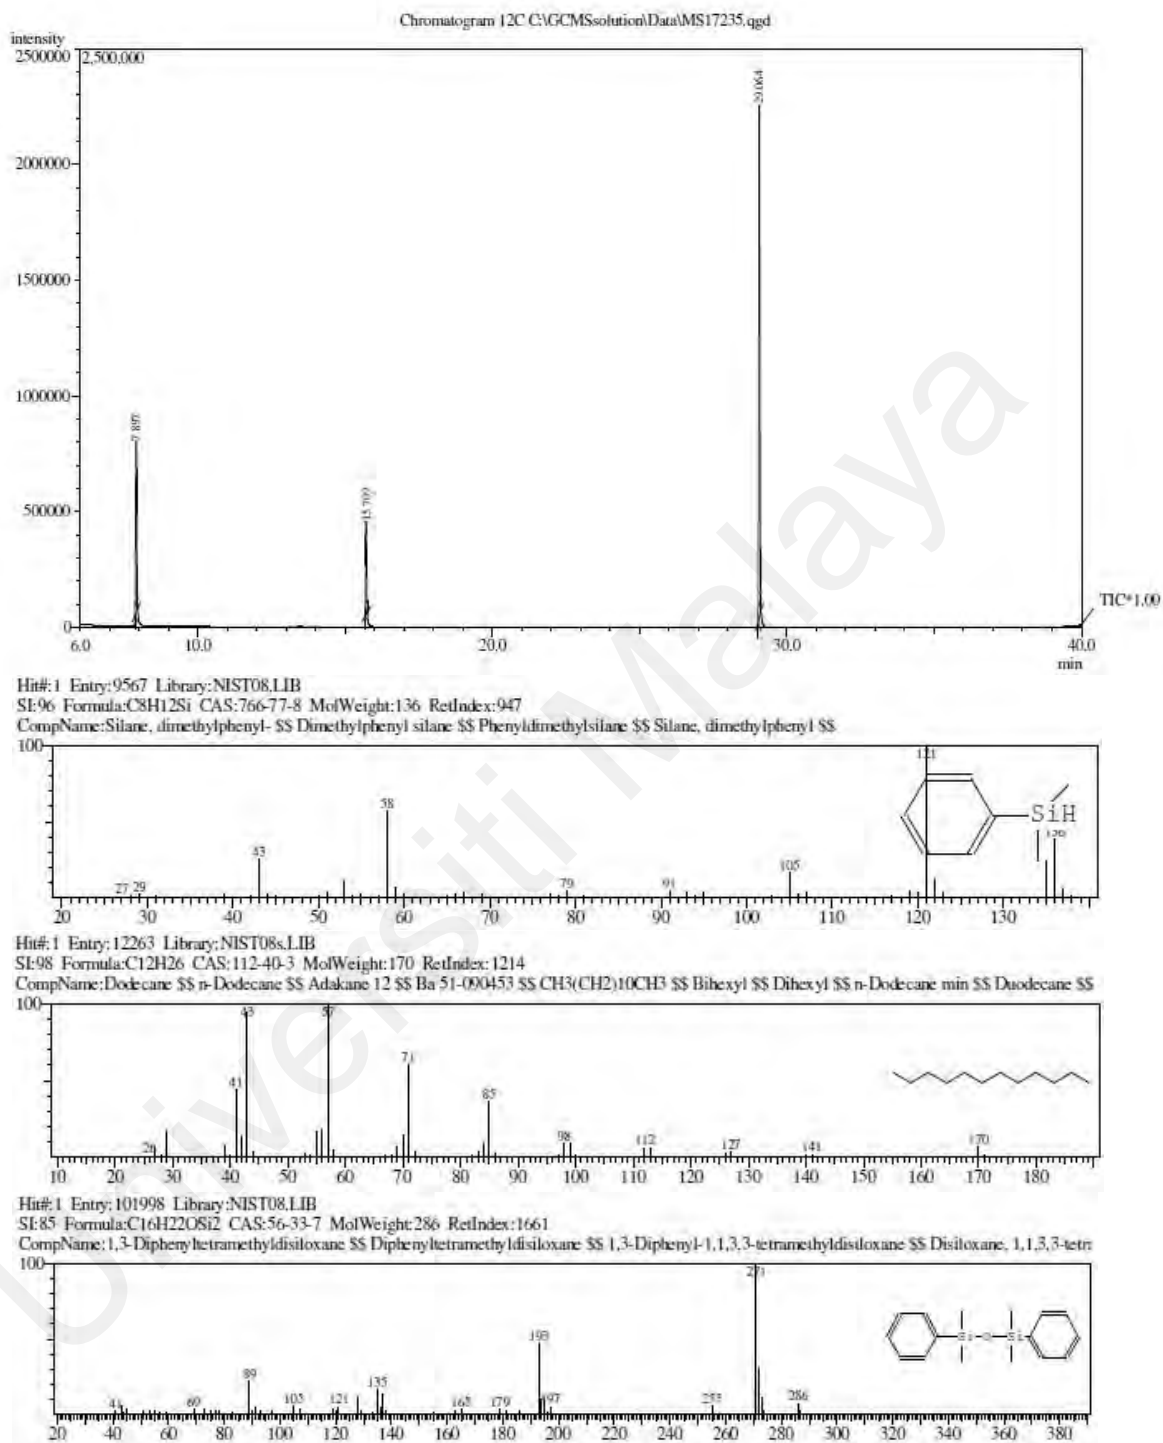 Chromatogram 12C C:\GCMSsolution\Data\MS17235.qgd
intensity
2500000
2,500,000
29.064
2000000
1500000
1000000
7.897
500000
15.709
TIC*1.00
0
6.0 10.0 20.0 30.0 40.0
min
Hit#:1 Entry:9567 Library:NIST08.LIB
SI:96 Formula:C8H12Si CAS:766-77-8 MolWeight:136 RetIndex:947
CompName:Silane, dimethylphenyl- $$ Dimethylphenyl silane $$ Phenyldimethylsilane $$ Silane, dimethylphenyl $$
100
121
58
SiH
43
105
27 29
79
91
20 30 40 50 60 70 80 90 100 110 120 130
Hit#:1 Entry:12263 Library:NIST08s.LIB
SI:98 Formula:C12H26 CAS:112-40-3 MolWeight:170 RetIndex:1214
CompName:Dodecane $$ n-Dodecane $$ Adakane 12 $$ Ba 51-090453 $$ CH3(CH2)10CH3 $$ Bihexyl $$ Dihexyl $$ n-Dodecane min $$ Duodecane $$
100
43 57
71
41
85
26
98
112
127
141
170
10 20 30 40 50 60 70 80 90 100 110 120 130 140 150 160 170 180
Hit#:1 Entry:101998 Library:NIST08.LIB
SI:85 Formula:C16H22OSi2 CAS:56-33-7 MolWeight:286 RetIndex:1661
CompName:1,3-Diphenyltetramethyldisiloxane $$ Diphenyltetramethyldisiloxane $$ 1,3-Diphenyl-1,1,3,3-tetramethyldisiloxane $$ Disiloxane, 1,1,3,3-tetr
100
271
193
Si O Si
89
135
41
69
105
121
165
179
197
255
286
20 40 60 80 100 120 140 160 180 200 220 240 260 280 300 320 340 360 380
Universiti Malaya